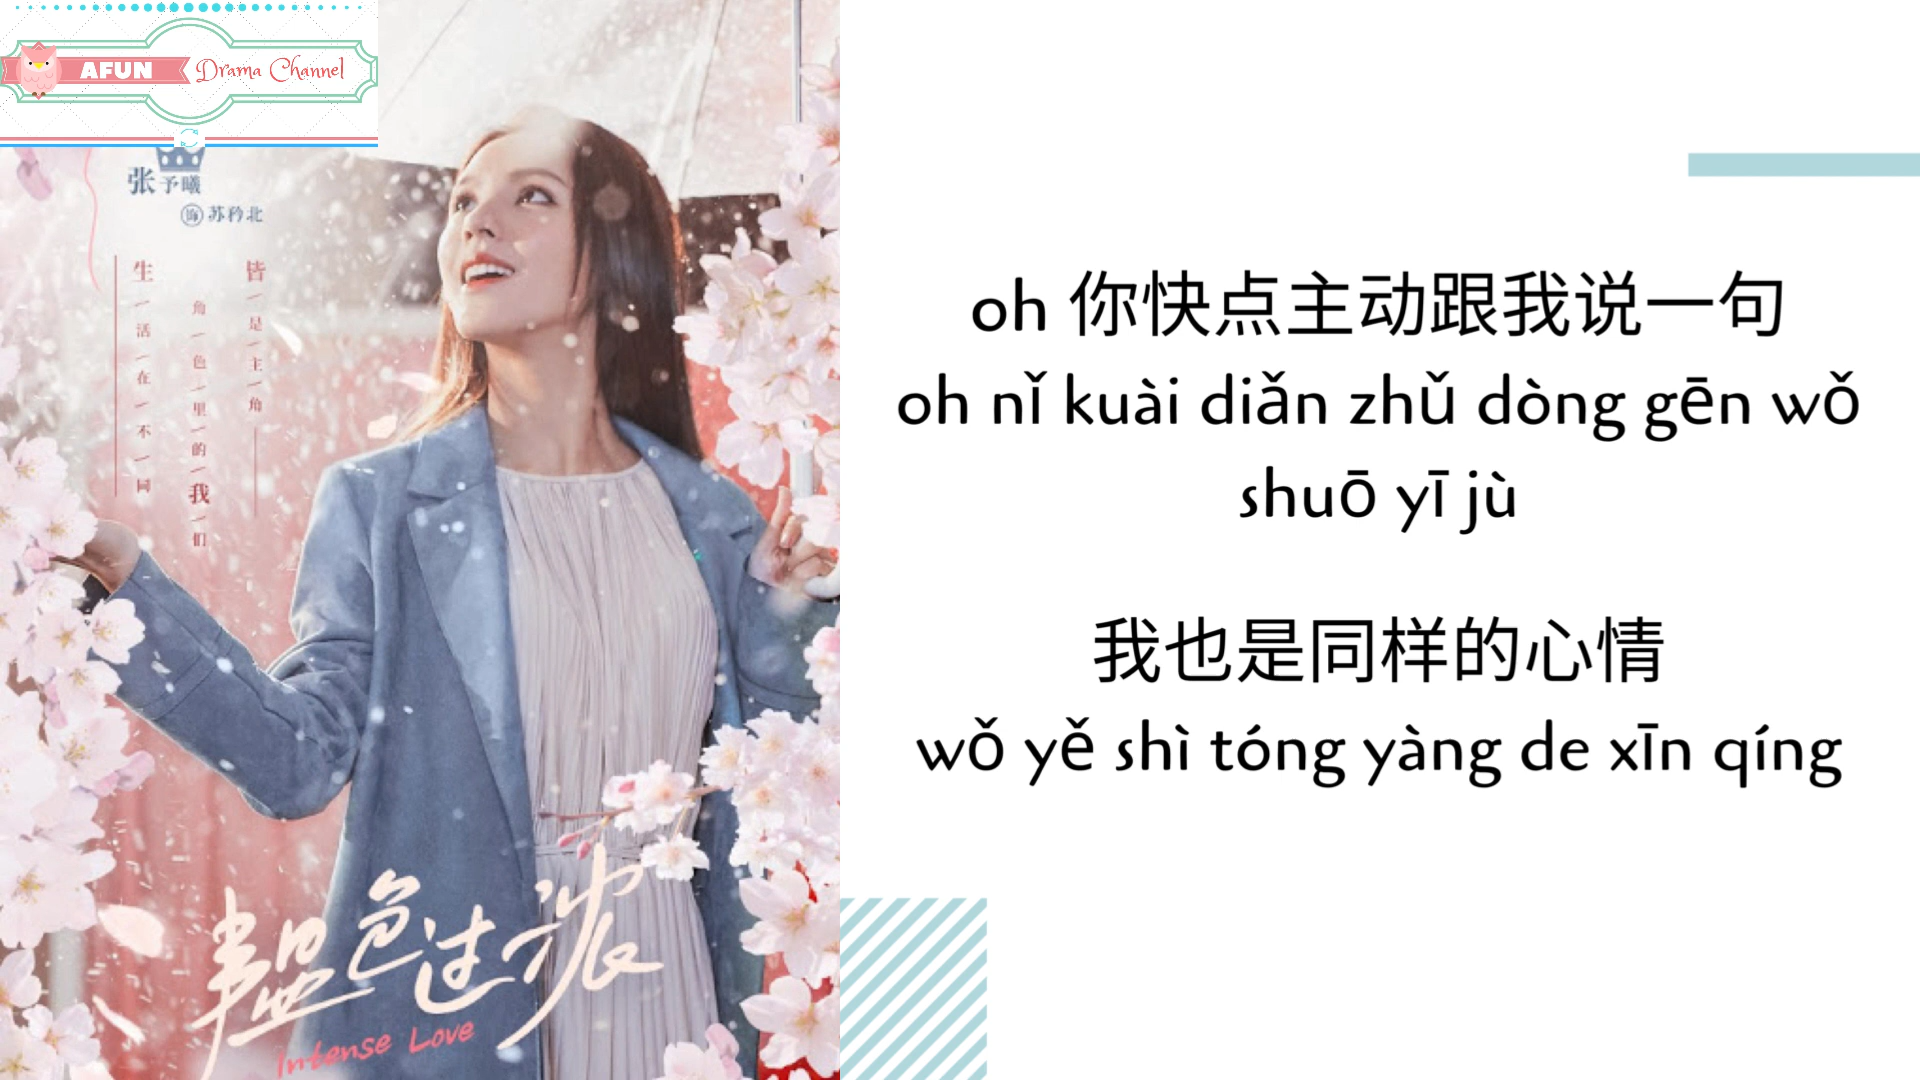 AFUN Drama Channel
张予曦
饰 苏矜北
皆是主角
角色里的我们
生活在不同
韫色过浓
Intense Love
oh 你快点主动跟我说一句
oh nǐ kuài diǎn zhǔ dòng gēn wǒ
shuō yī jù
我也是同样的心情
wǒ yě shì tóng yàng de xīn qíng